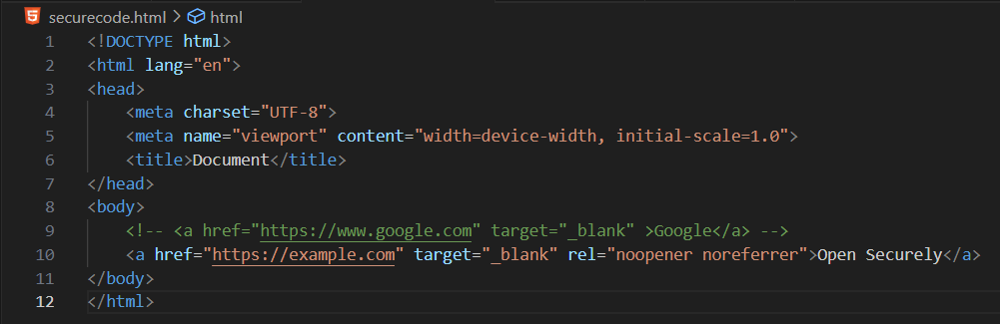 securecode.html > html
1 <!DOCTYPE html>
2 <html lang="en">
3 <head>
4     <meta charset="UTF-8">
5     <meta name="viewport" content="width=device-width, initial-scale=1.0">
6     <title>Document</title>
7 </head>
8 <body>
9     <!-- <a href="https://www.google.com" target="_blank" >Google</a> -->
10     <a href="https://example.com" target="_blank" rel="noopener noreferrer">Open Securely</a>
11 </body>
12 </html>